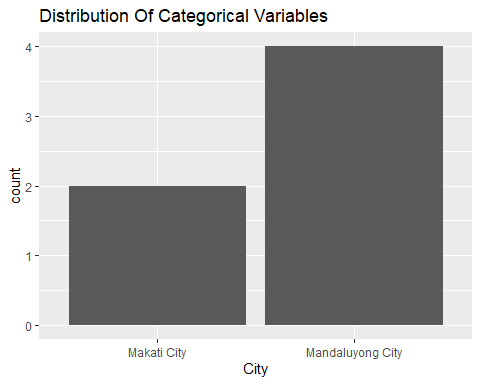 Distribution Of Categorical Variables
4
3
2
1
0
count
Makati City
Mandaluyong City
City